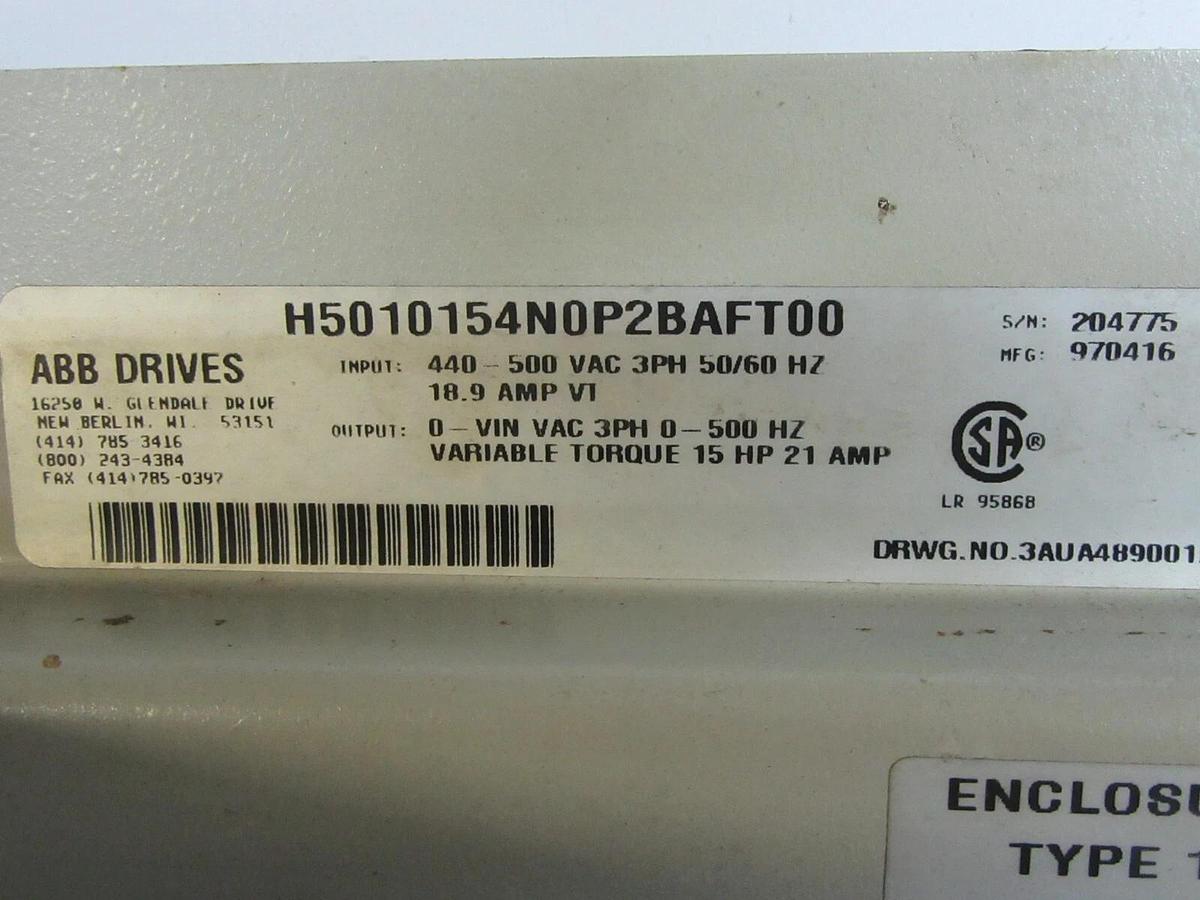 H5010154N0P2BAFT00
S/N: 204775
MFG: 970416
ABB DRIVES
16250 W. GLENDALE DRIVE
NEW BERLIN, WI. 53151
(414) 785 3416
(800) 243-4384
FAX (414)785-0397
INPUT: 440-500 VAC 3PH 50/60 HZ
18.9 AMP VT
OUTPUT: 0-VIN VAC 3PH 0-500 HZ
VARIABLE TORQUE 15 HP 21 AMP
SA ®
LR 95868
DRWG.NO.3AUA489001
ENCLOSU
TYPE 1